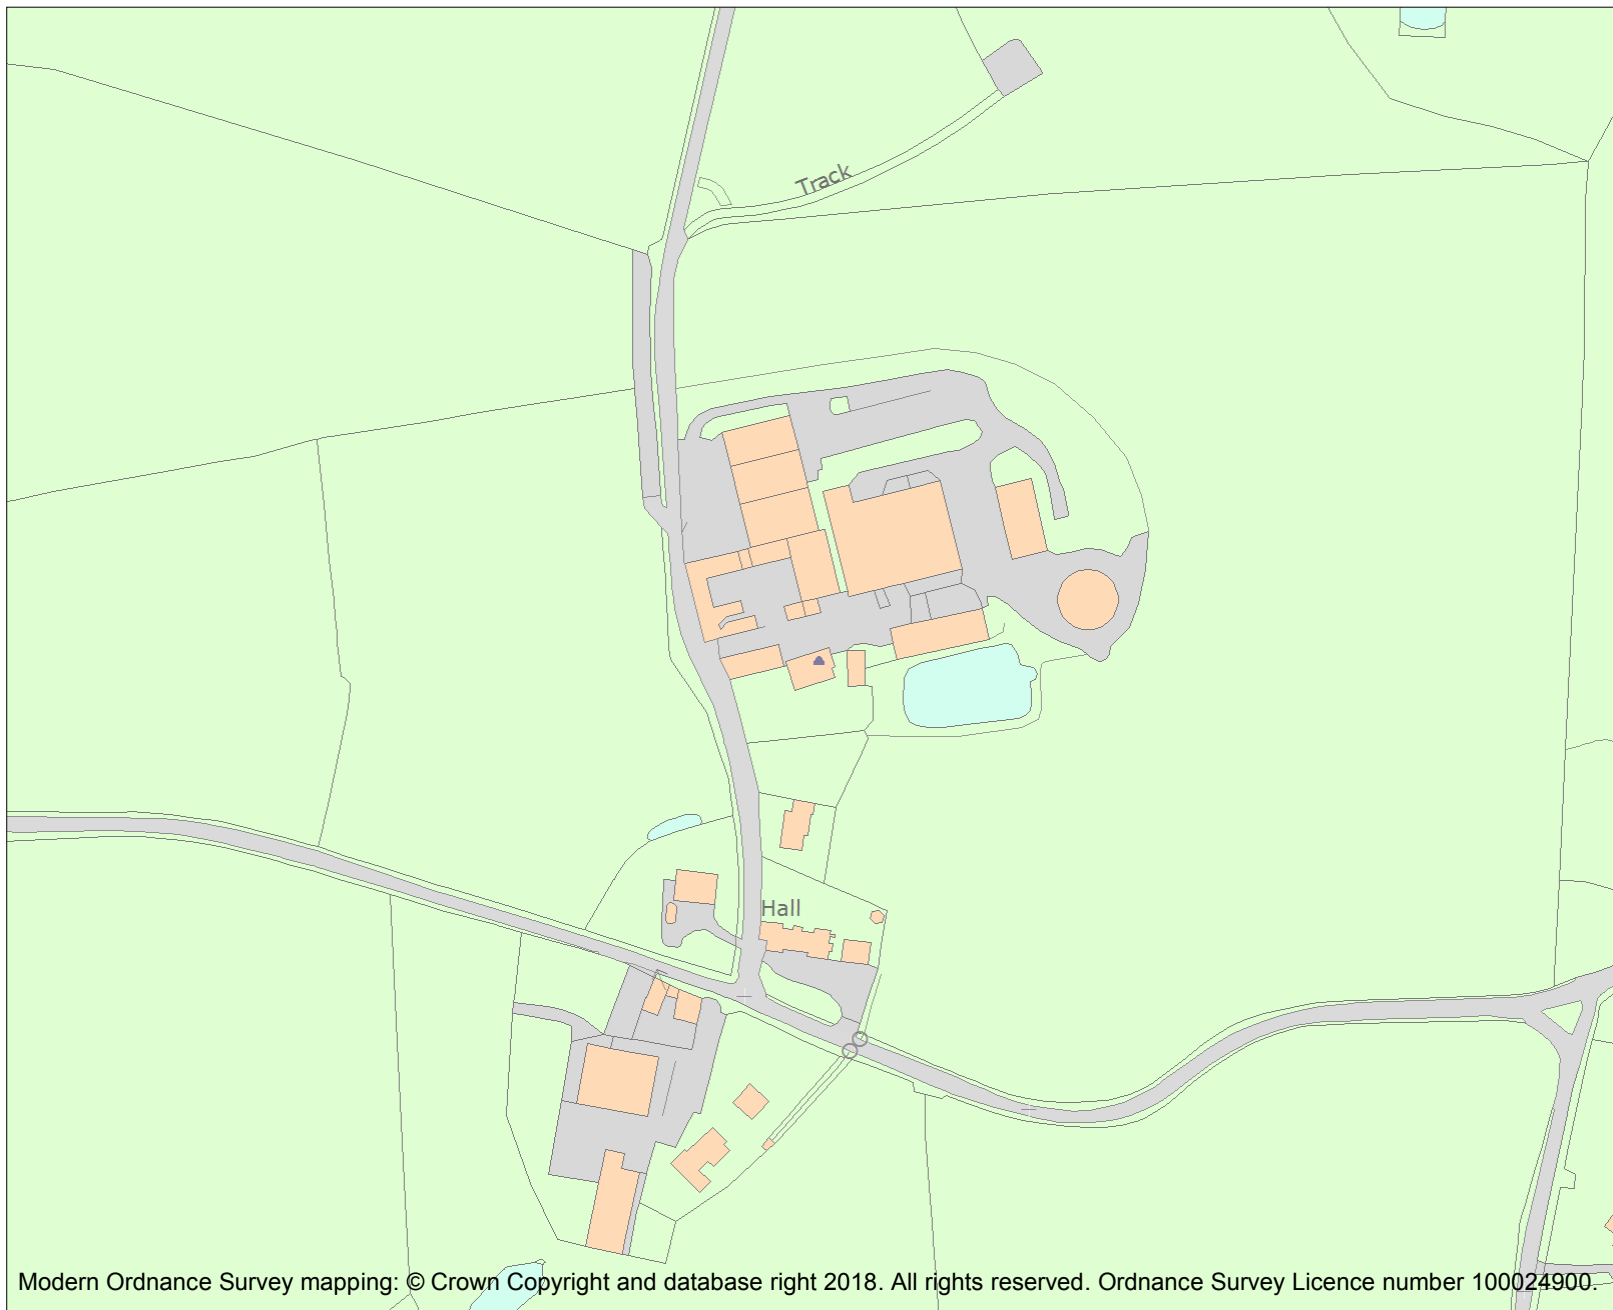 Track
Hall
Modern Ordnance Survey mapping: © Crown Copyright and database right 2018. All rights reserved. Ordnance Survey Licence number 100024900.